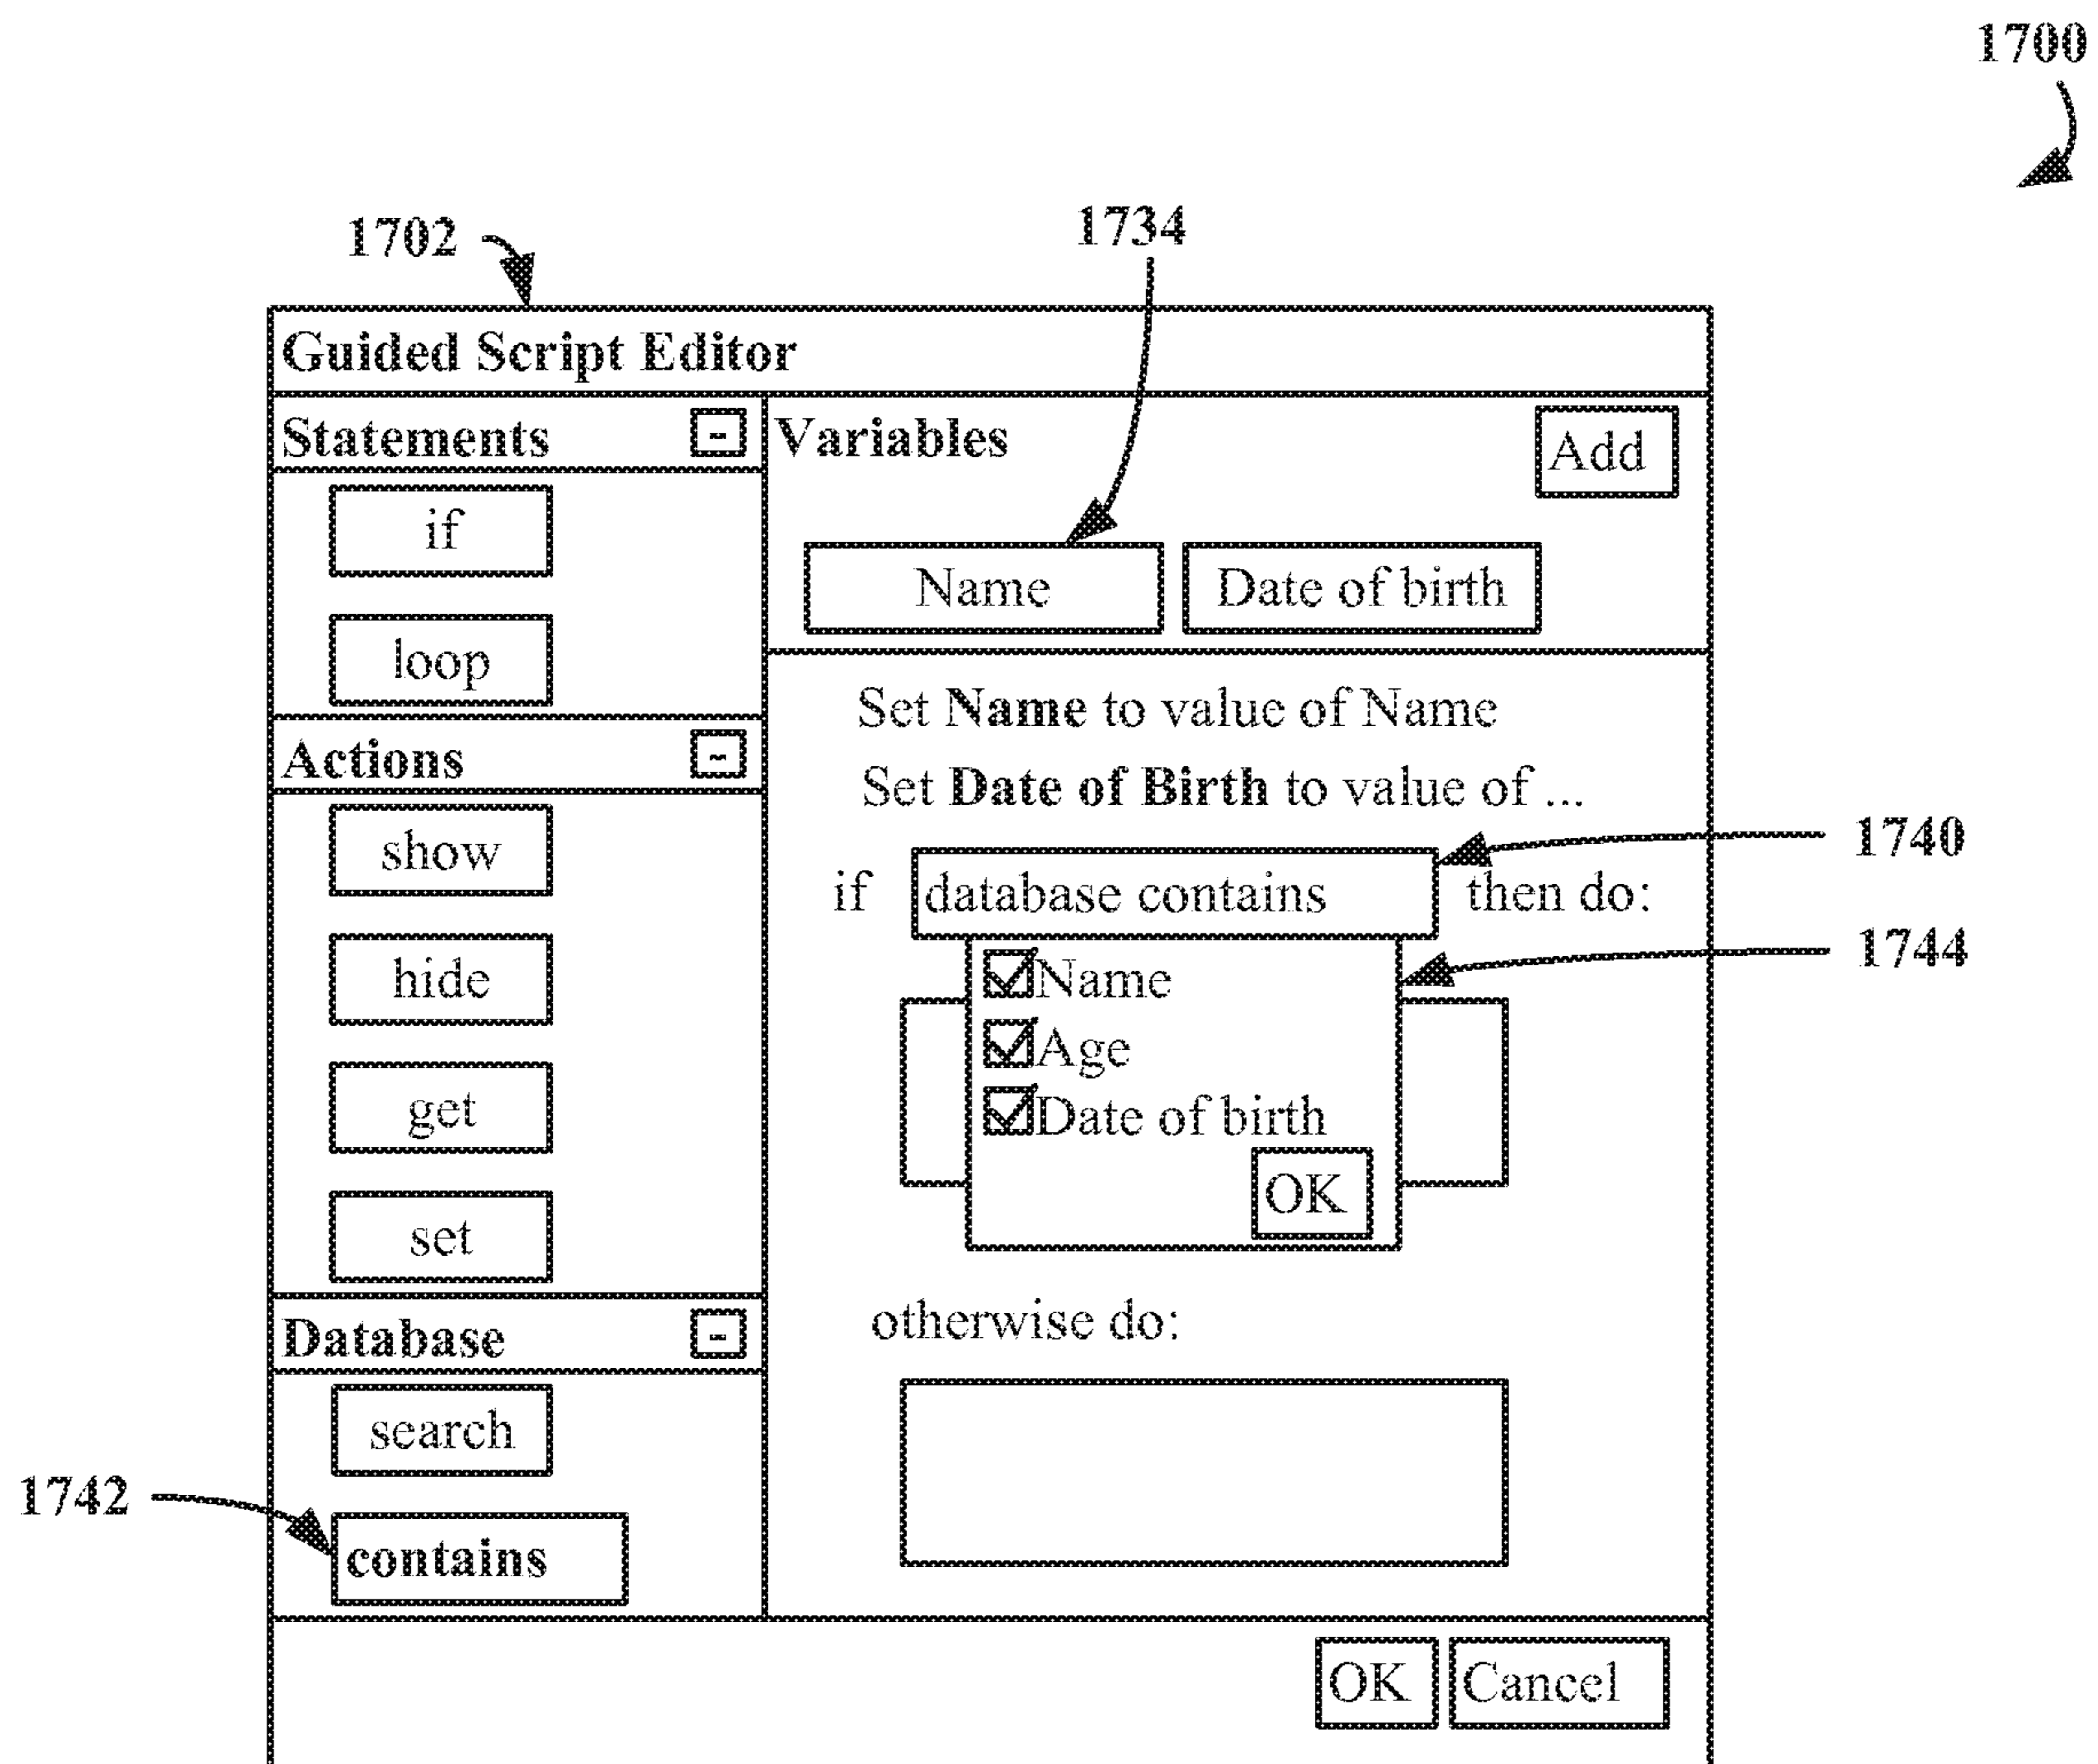 1700
1702
1734
Guided Script Editor
Statements -
if
loop
Actions -
show
hide
get
set
Database -
search
1742
contains
Variables
Add
Name Date of birth
Set Name to value of Name
Set Date of Birth to value of ...
1740
if database contains then do:
1744
Name
Age
Date of birth
OK
otherwise do:
OK Cancel